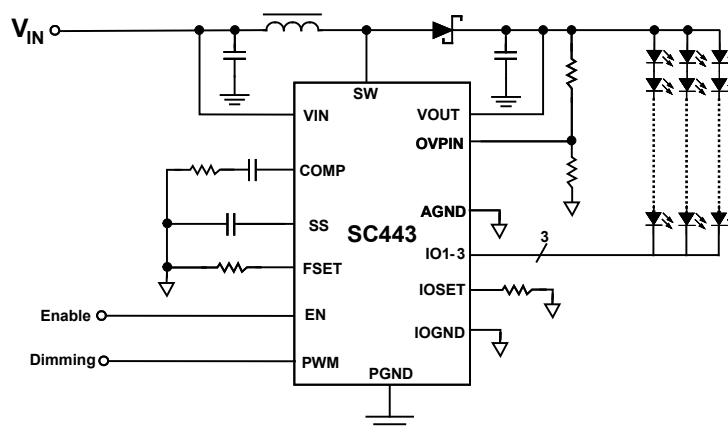 VIN
SW
VIN
VOUT
OVPIN
COMP
AGND
SS
SC443
3
IO1-3
FSET
IOSET
Enable
EN
IOGND
Dimming
PWM
PGND